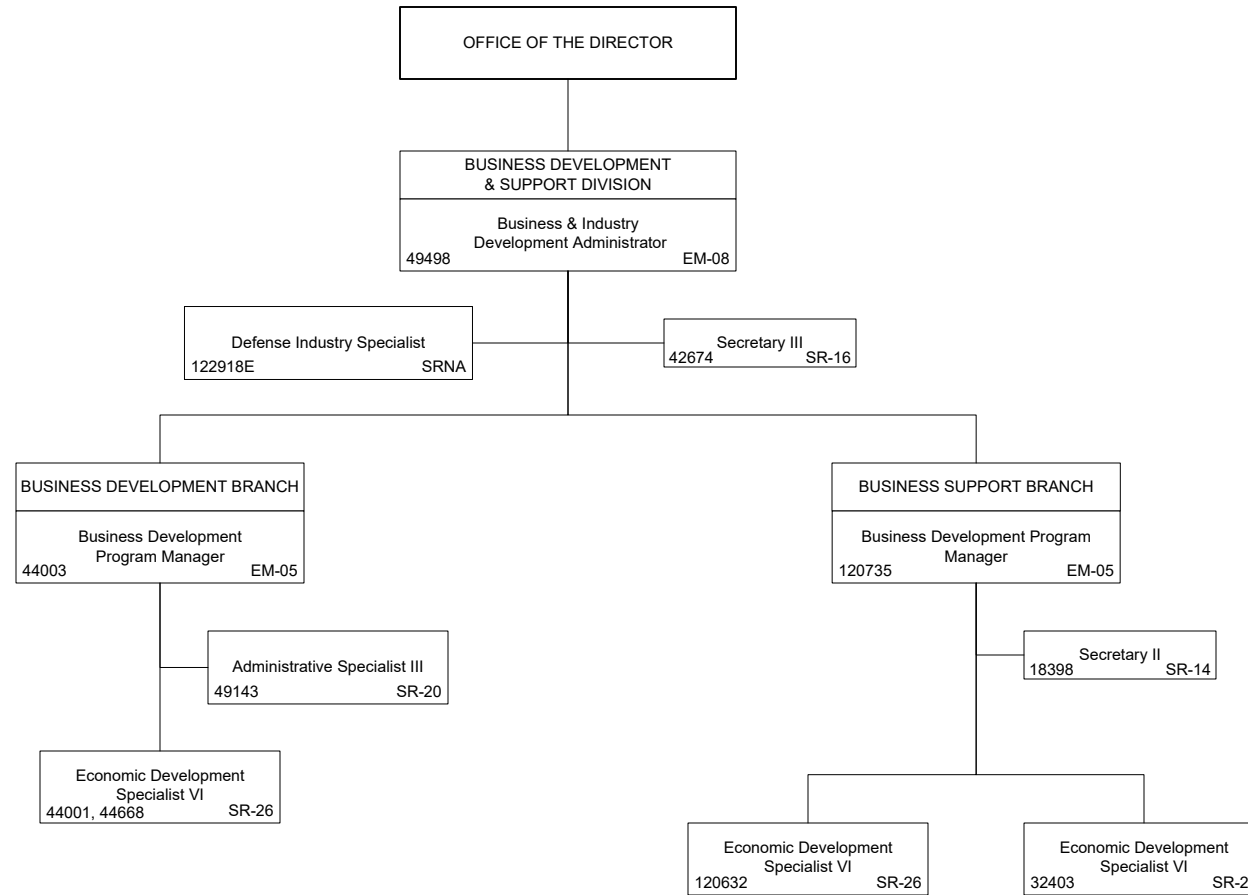 OFFICE OF THE DIRECTOR
BUSINESS DEVELOPMENT
& SUPPORT DIVISION
Business & Industry
Development Administrator
49498 EM-08
Defense Industry Specialist
122918E SRNA
Secretary III
42674 SR-16
BUSINESS DEVELOPMENT BRANCH
Business Development
Program Manager
44003 EM-05
Administrative Specialist III
49143 SR-20
Economic Development
Specialist VI
44001, 44668 SR-26
BUSINESS SUPPORT BRANCH
Business Development Program
Manager
120735 EM-05
Secretary II
18398 SR-14
Economic Development
Specialist VI
120632 SR-26
Economic Development
Specialist VI
32403